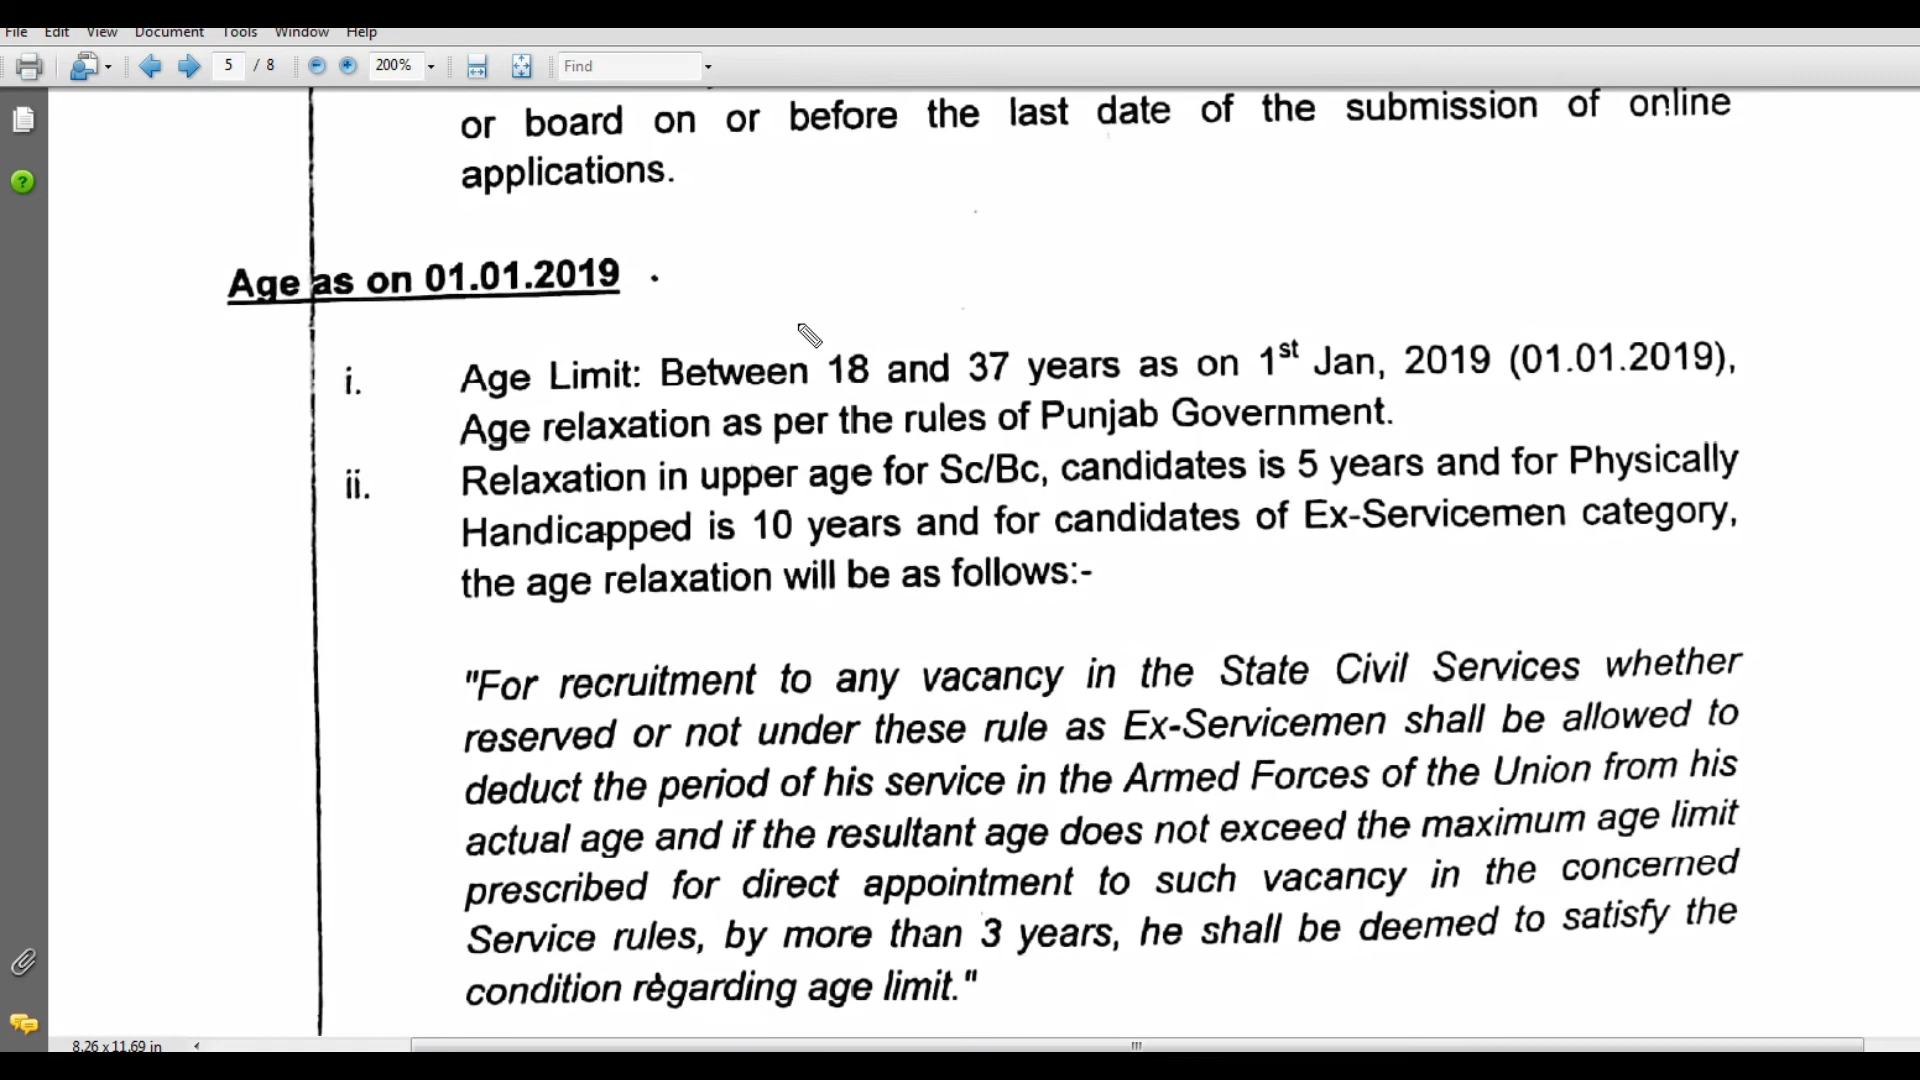 File Edit View Document Tools Window Help
5 / 8 200% Find
or board on or before the last date of the submission of online
applications.
Age as on 01.01.2019
i. Age Limit: Between 18 and 37 years as on 1st Jan, 2019 (01.01.2019),
Age relaxation as per the rules of Punjab Government.
ii. Relaxation in upper age for Sc/Bc, candidates is 5 years and for Physically
Handicapped is 10 years and for candidates of Ex-Servicemen category,
the age relaxation will be as follows:-
"For recruitment to any vacancy in the State Civil Services whether
reserved or not under these rule as Ex-Servicemen shall be allowed to
deduct the period of his service in the Armed Forces of the Union from his
actual age and if the resultant age does not exceed the maximum age limit
prescribed for direct appointment to such vacancy in the concerned
Service rules, by more than 3 years, he shall be deemed to satisfy the
condition regarding age limit."
8.26 x 11.69 in